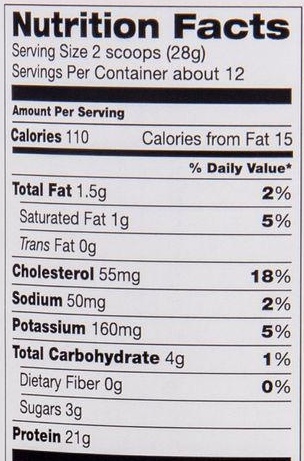 Nutrition Facts
Serving Size 2 scoops (28g)
Servings Per Container about 12
Amount Per Serving
Calories 110 Calories from Fat 15
% Daily Value*
Total Fat 1.5g 2%
Saturated Fat 1g 5%
Trans Fat 0g
Cholesterol 55mg 18%
Sodium 50mg 2%
Potassium 160mg 5%
Total Carbohydrate 4g 1%
Dietary Fiber 0g 0%
Sugars 3g
Protein 21g